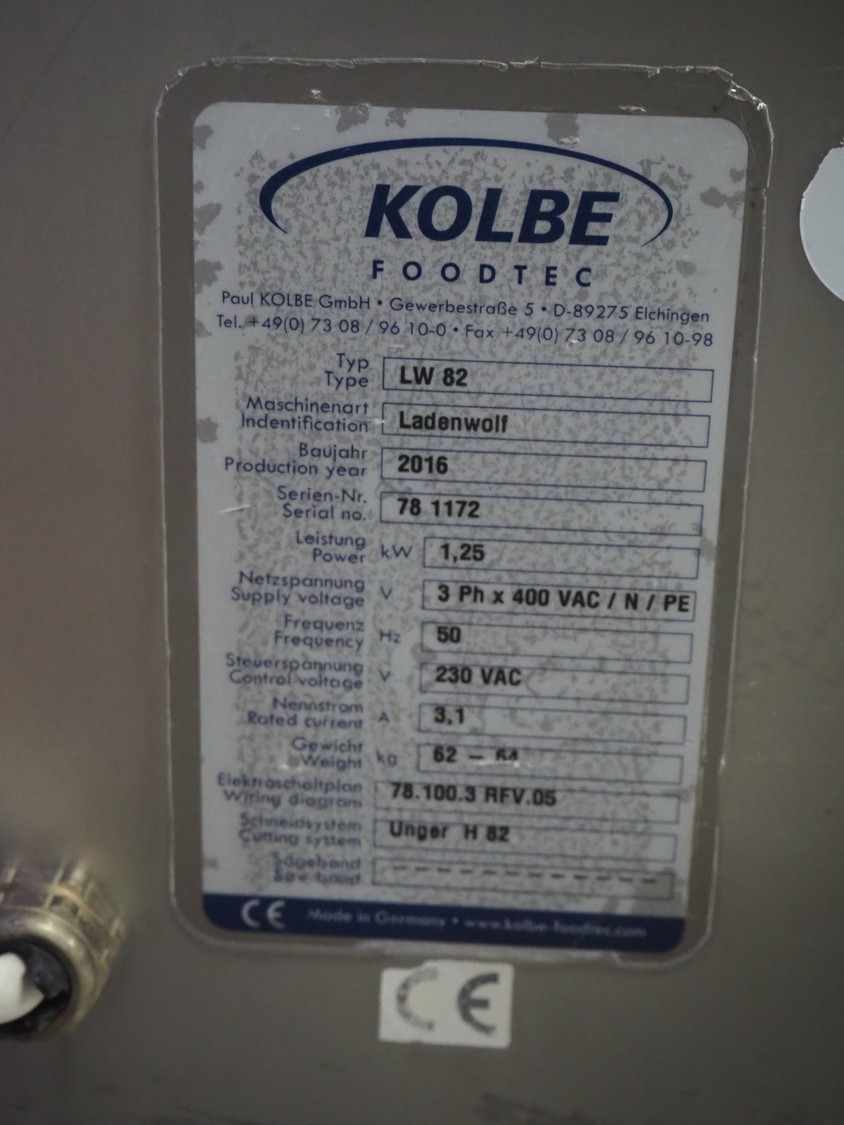 KOLBE
FOODTEC
Paul KOLBE GmbH • Gewerbestraße 5 • D-89275 Elchingen
Tel. +49(0) 73 08 / 96 10-0 • Fax +49(0) 73 08 / 96 10-98
Typ
Type LW 82
Maschinenart
Indentification Ladenwolf
Baujahr
Production year 2016
Serien-Nr.
Serial no. 78 1172
Leistung
Power kW 1,25
Netzspannung
Supply voltage V 3 Ph x 400 VAC / N / PE
Frequenz
Frequency Hz 50
Steuerspannung
Control voltage V 230 VAC
Nennstrom
Rated current A 3,1
Gewicht
Weight kg 62 – 64
Elektroschaltplan
Wiring diagram 78.100.3 RFV.05
Schneidsystem
Cutting system Unger H 82
Sägeband
Saw band ---------------
CE Made in Germany • www.kolbe-foodtec.com
CE